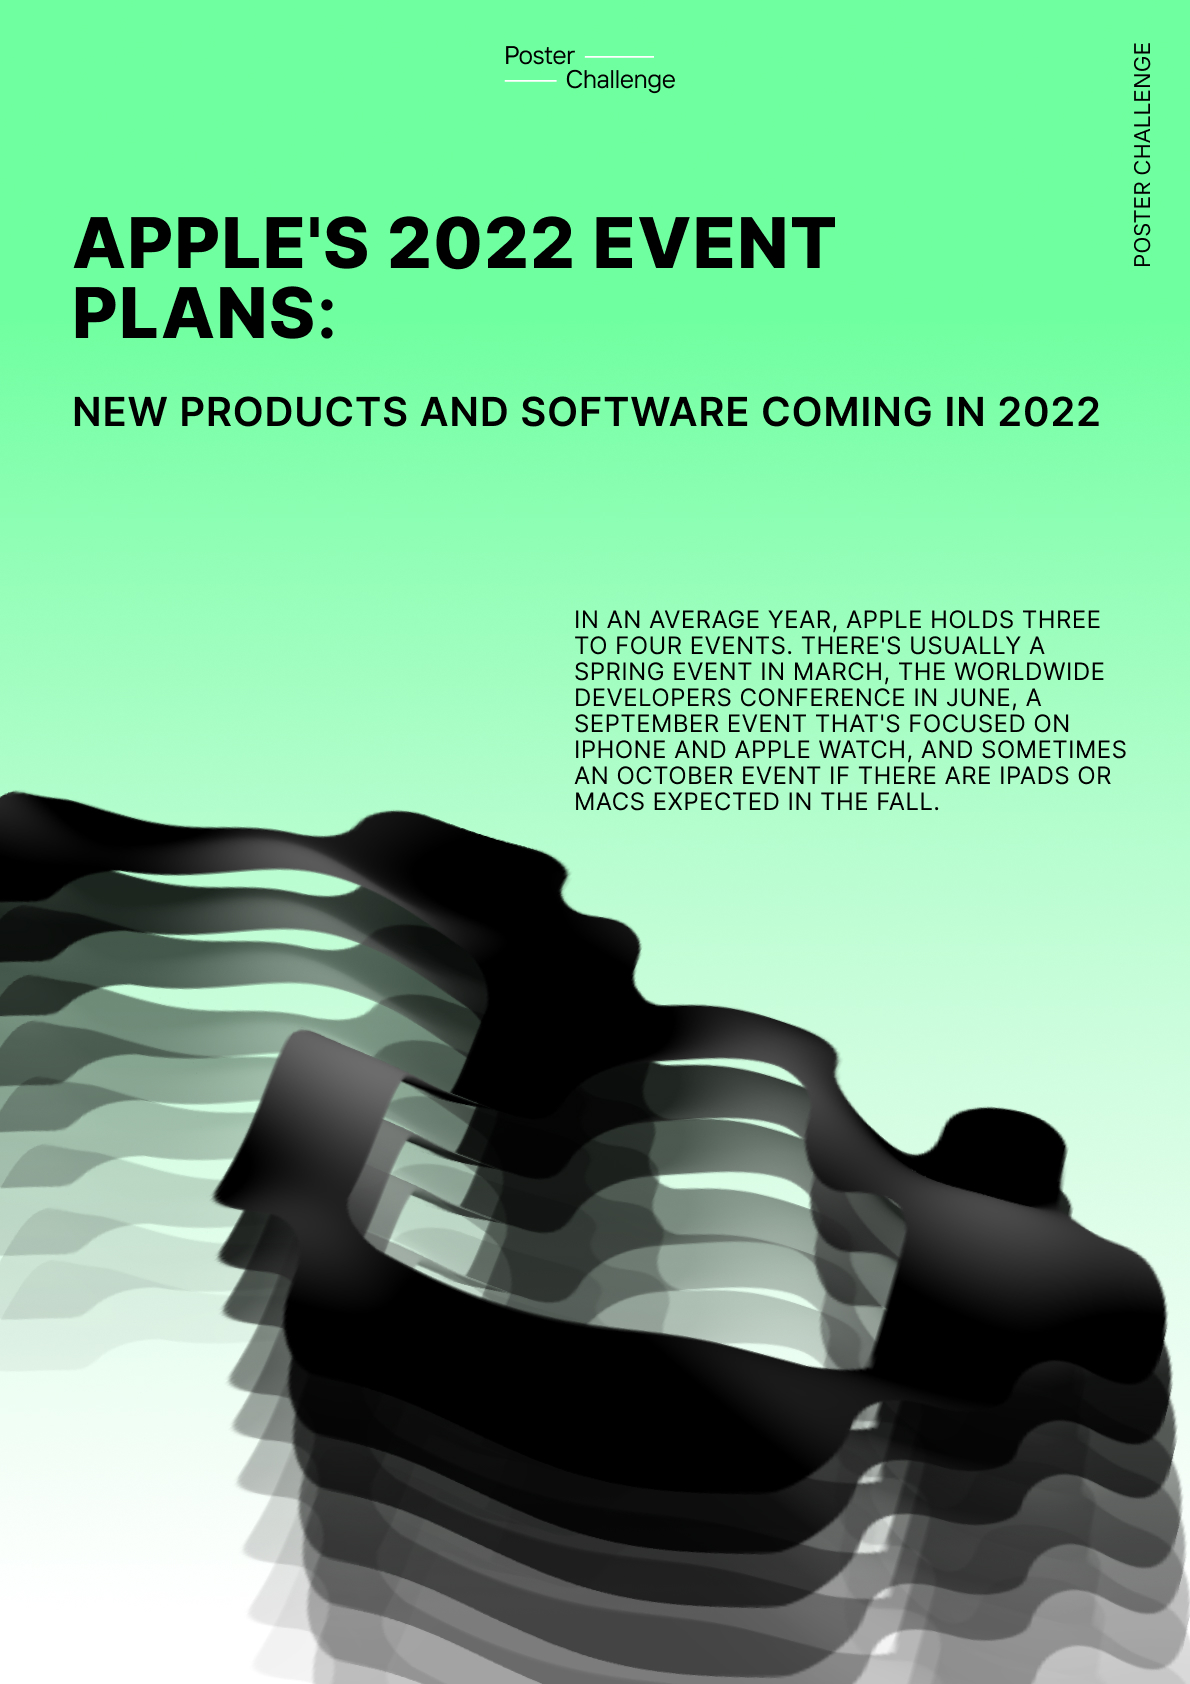 Poster
Challenge
POSTER CHALLENGE
APPLE'S 2022 EVENT
PLANS:
NEW PRODUCTS AND SOFTWARE COMING IN 2022
IN AN AVERAGE YEAR, APPLE HOLDS THREE
TO FOUR EVENTS. THERE'S USUALLY A
SPRING EVENT IN MARCH, THE WORLDWIDE
DEVELOPERS CONFERENCE IN JUNE, A
SEPTEMBER EVENT THAT'S FOCUSED ON
IPHONE AND APPLE WATCH, AND SOMETIMES
AN OCTOBER EVENT IF THERE ARE IPADS OR
MACS EXPECTED IN THE FALL.